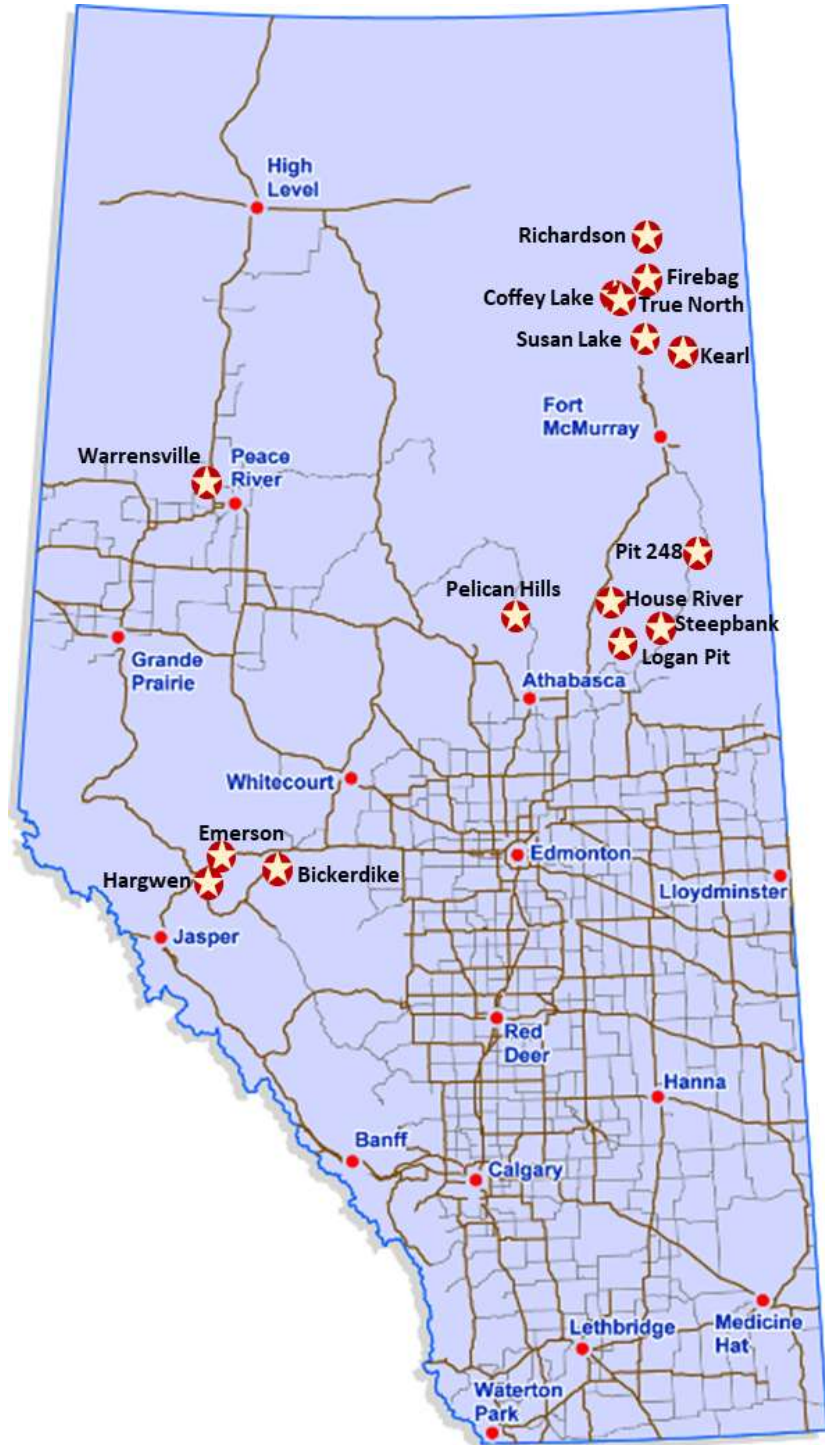 High
Level
Richardson
Firebag
Coffey Lake
True North
Susan Lake
Kearl
Fort
McMurray
Warrensville
Peace
River
Pit 248
Pelican Hills
House River
Steepbank
Logan Pit
Grande
Prairie
Athabasca
Whitecourt
Emerson
Edmonton
Bickerdike
Hargwen
Lloydminster
Jasper
Red
Deer
Hanna
Banff
Calgary
Medicine
Hat
Lethbridge
Waterton
Park